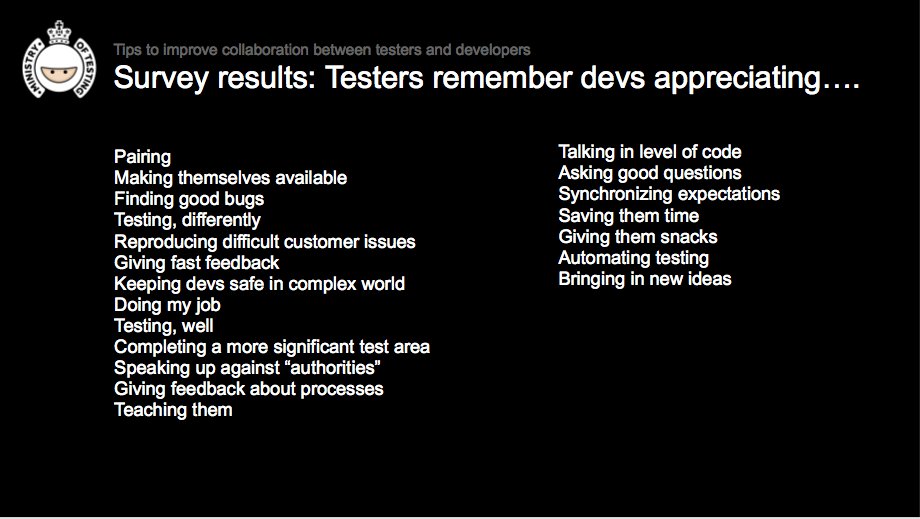 MINISTRY OF TESTING
Tips to improve collaboration between testers and developers
Survey results: Testers remember devs appreciating….
Pairing
Making themselves available
Finding good bugs
Testing, differently
Reproducing difficult customer issues
Giving fast feedback
Keeping devs safe in complex world
Doing my job
Testing, well
Completing a more significant test area
Speaking up against “authorities”
Giving feedback about processes
Teaching them
Talking in level of code
Asking good questions
Synchronizing expectations
Saving them time
Giving them snacks
Automating testing
Bringing in new ideas